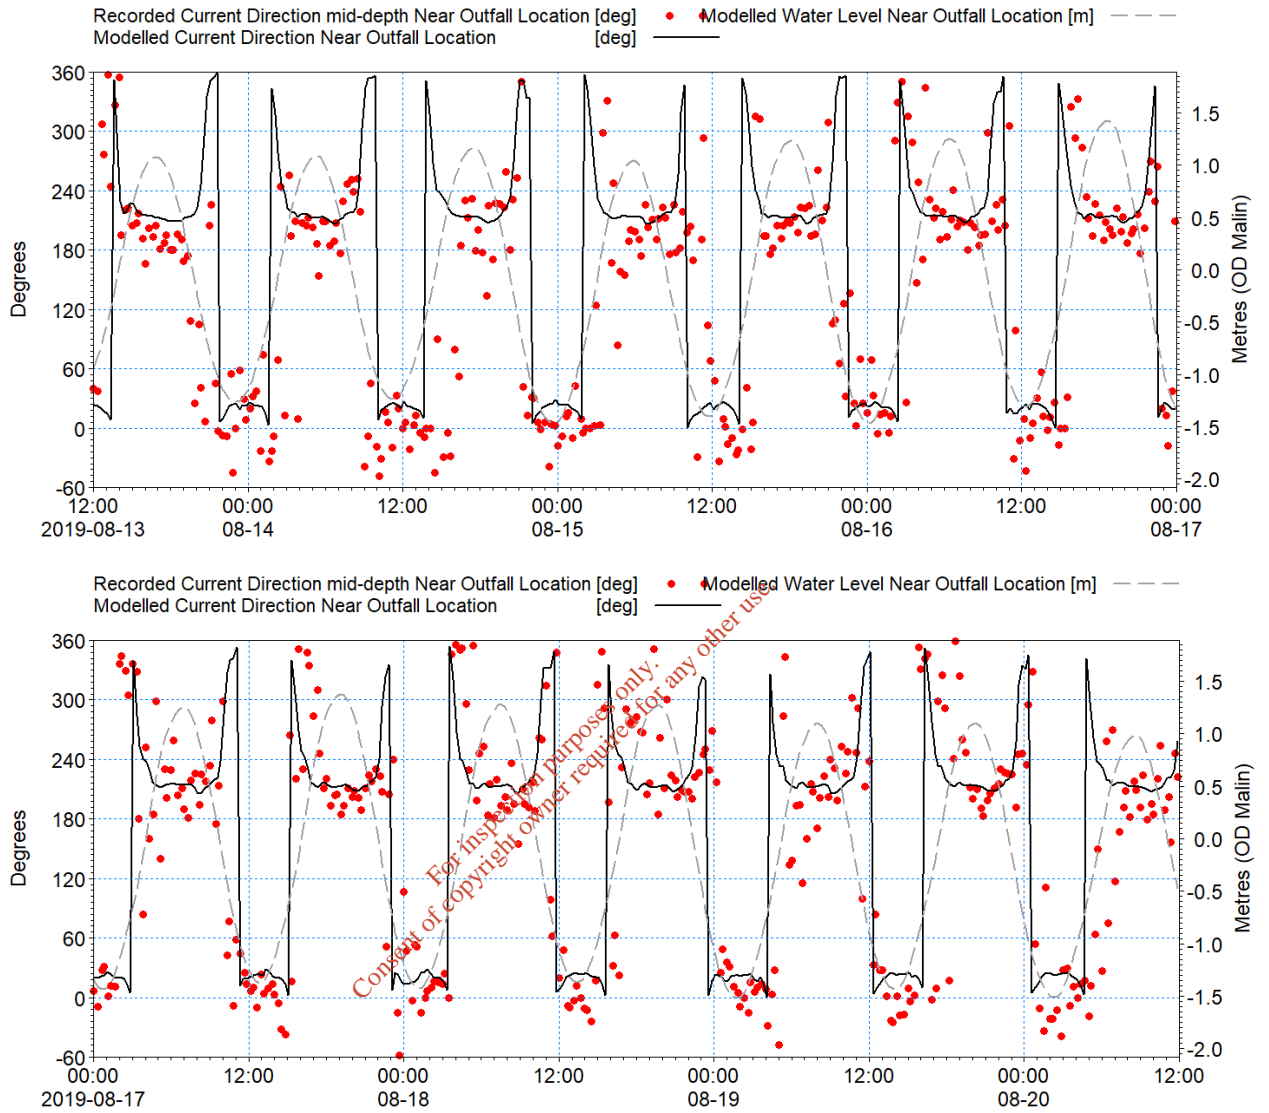 Recorded Current Direction mid-depth Near Outfall Location [deg] Modelled Water Level Near Outfall Location [m]
Modelled Current Direction Near Outfall Location [deg]
360
300
240
180
120
60
0
-60
Degrees
1.5
1.0
0.5
0.0
-0.5
-1.0
-1.5
-2.0
Metres (OD Malin)
12:00 00:00 12:00 00:00 12:00 00:00 12:00 00:00
2019-08-13 08-14 08-15 08-16 08-17
Recorded Current Direction mid-depth Near Outfall Location [deg] Modelled Water Level Near Outfall Location [m]
Modelled Current Direction Near Outfall Location [deg]
360
300
240
180
120
60
0
-60
Degrees
1.5
1.0
0.5
0.0
-0.5
-1.0
-1.5
-2.0
Metres (OD Malin)
00:00 12:00 00:00 12:00 00:00 12:00 00:00 12:00
2019-08-17 08-18 08-19 08-20
For inspection purposes only.
Consent of copyright owner required for any other use.